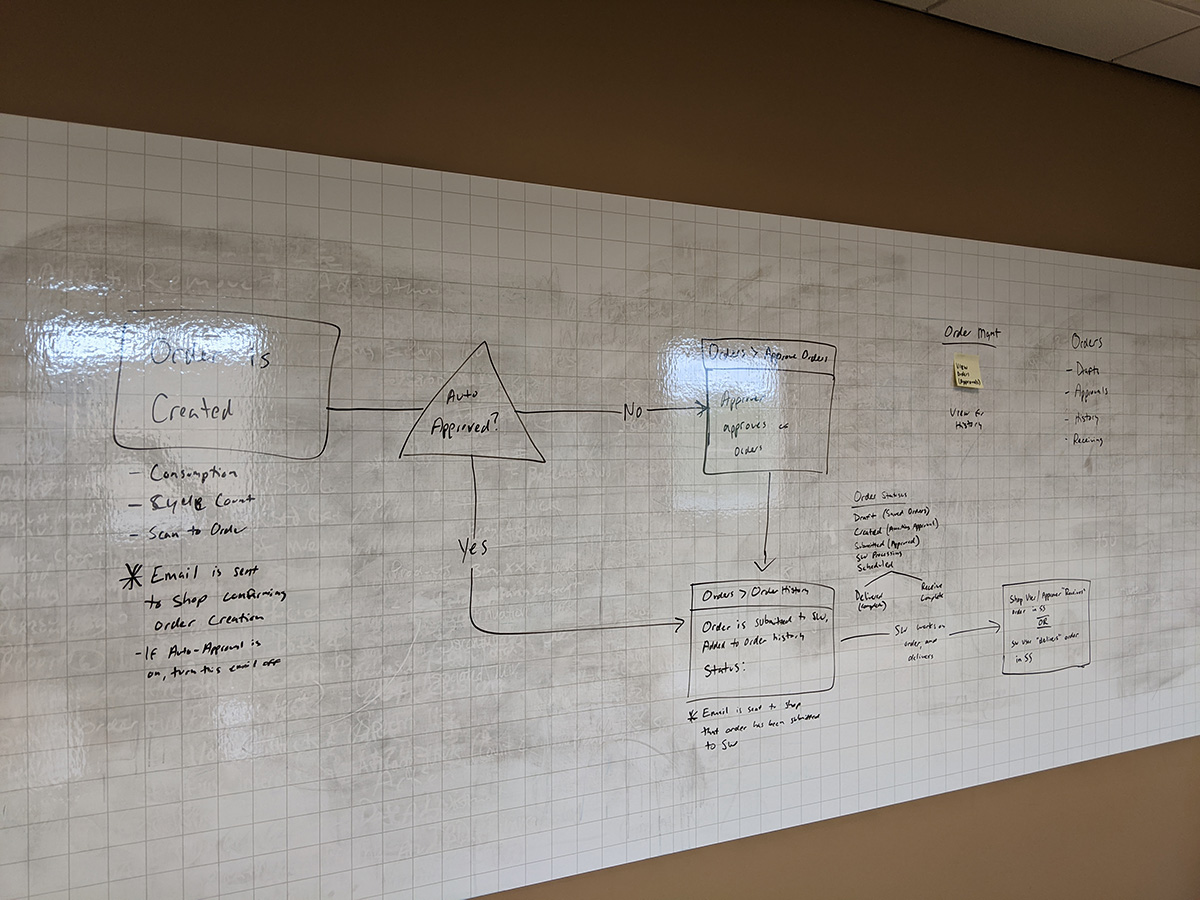 Order is
Created
- Consumption
- Cycle Count
- Scan to Order
* Email is sent
to Shop confirming
order creation
- If Auto-Approval is
on, turn this email off
Auto
Approved?
No
Yes
Orders > Approve Orders
Approver
approves
orders
Orders > Order History
Order is submitted to SW,
Added to order history
Status:
* Email is sent to shop
that order has been submitted
to SW
Order Statuses
Draft (Saved Orders)
Created (Awaiting Approval)
Submitted (Approved)
SW Processing
Scheduled
Delivered
(complete)
Receive
Complete
SW works on
order, and
delivers
Shop User/Approver "Receives"
order in SS
OR
SW User "delivers" order
in SS
Order Mgmt
View
Order
(Approvals)
View
History
Orders
- Drafts
- Approvals
- History
- Receiving